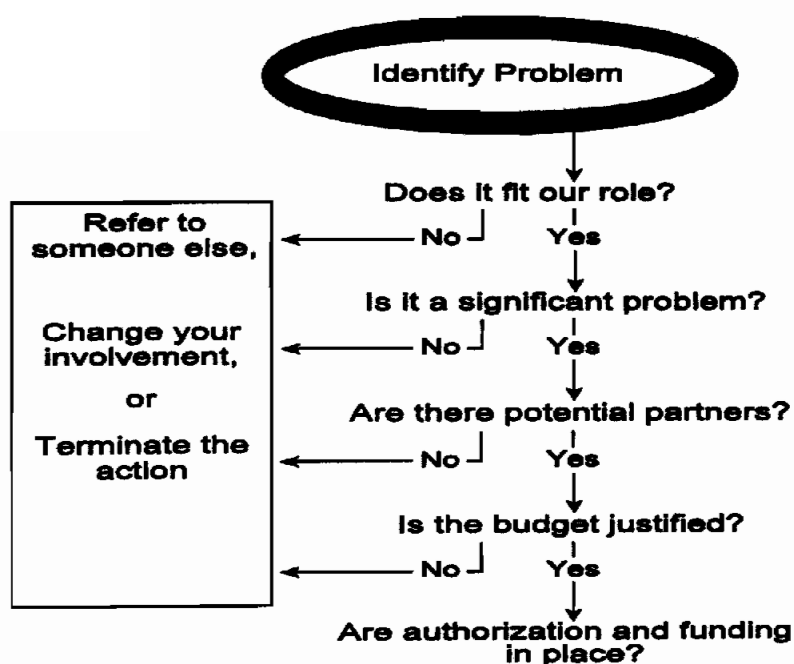 Identify Problem
Does it fit our role?
No
Yes
Refer to
someone else,
Is it a significant problem?
No
Yes
Change your
involvement,
or
Are there potential partners?
No
Yes
Terminate the
action
Is the budget justified?
No
Yes
Are authorization and funding
in place?